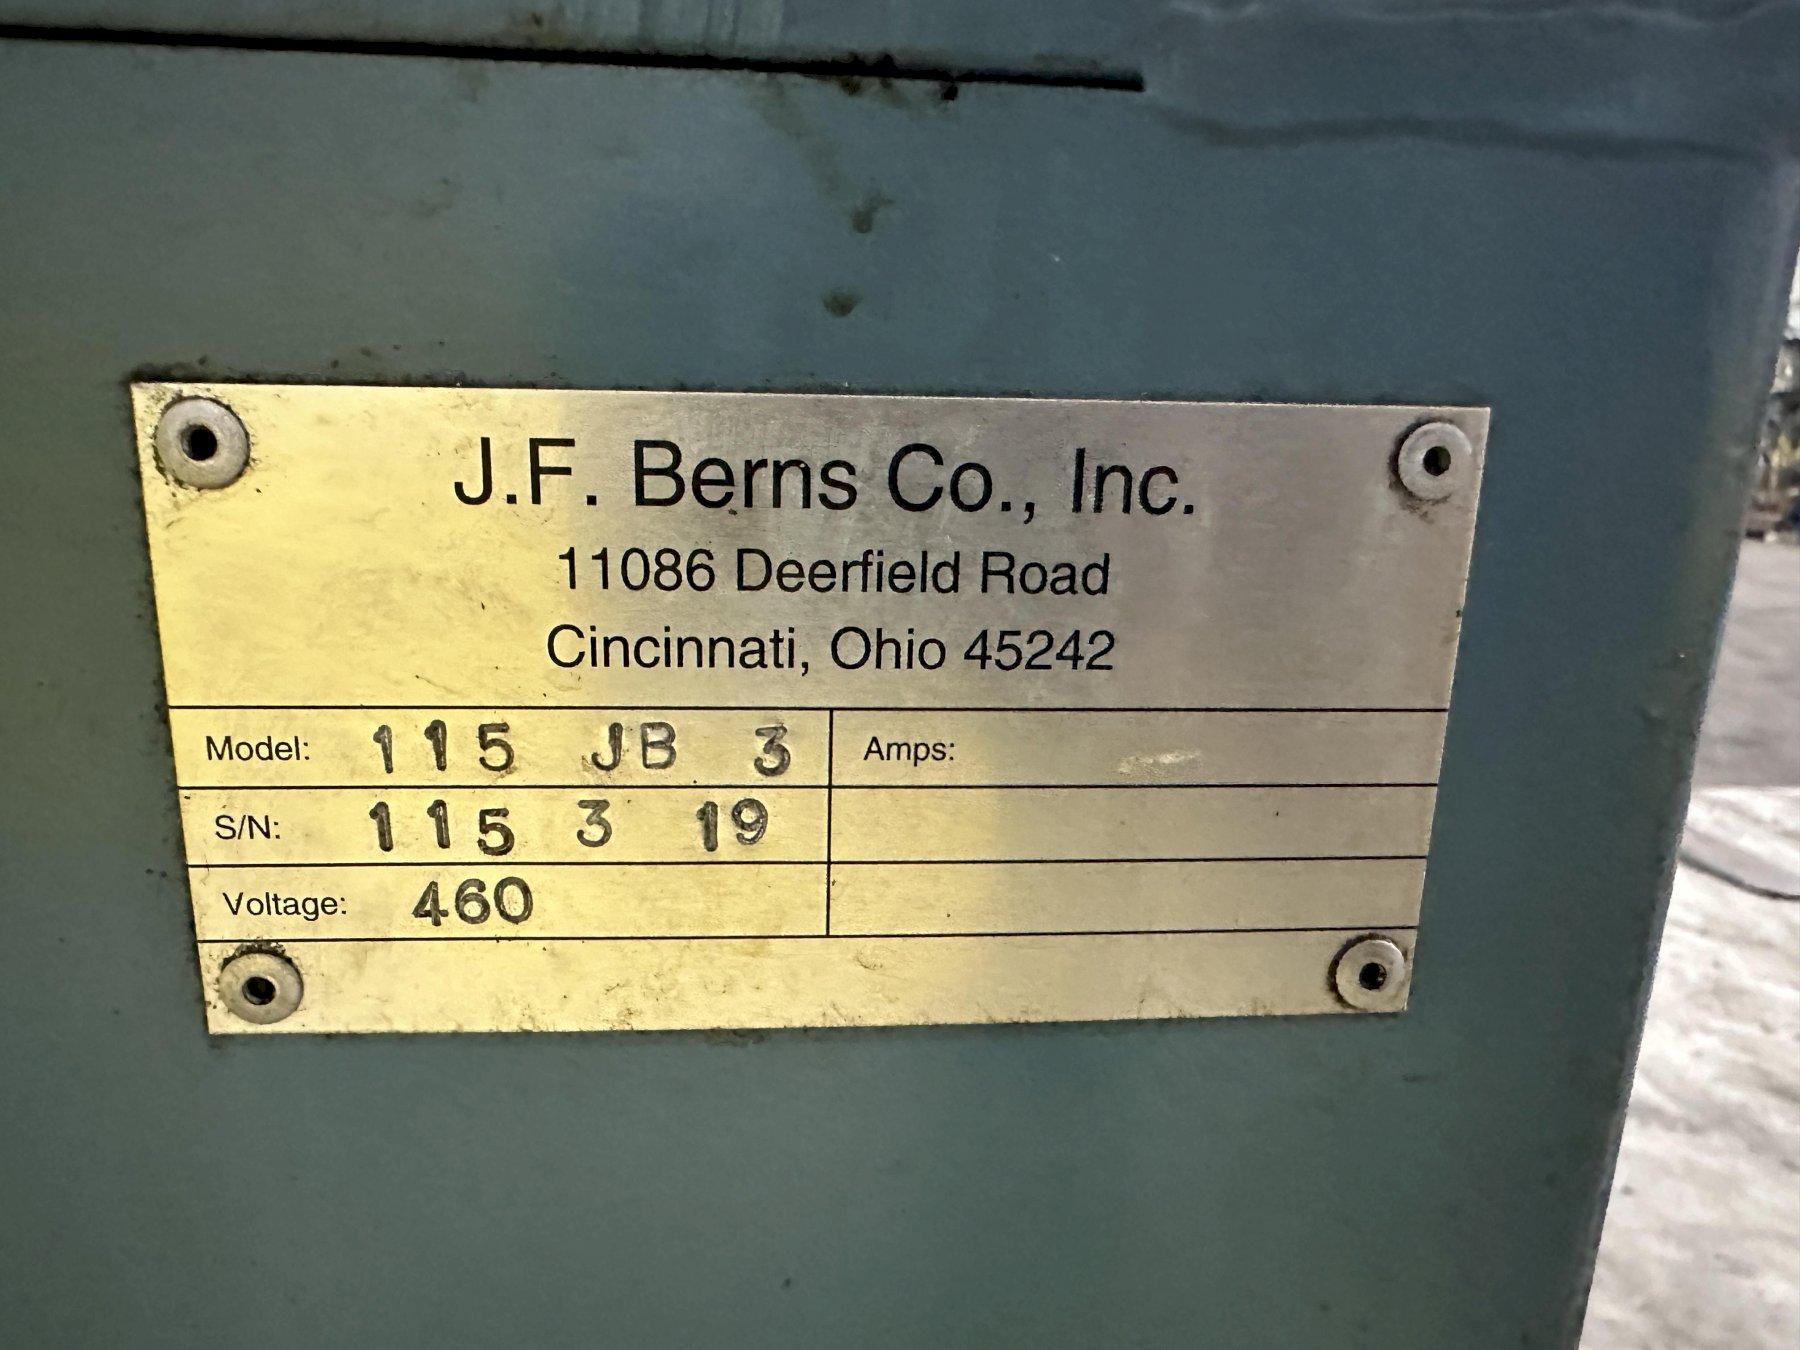 J.F. Berns Co., Inc.
11086 Deerfield Road
Cincinnati, Ohio 45242
Model: 115 JB 3 Amps:
S/N: 115 3 19
Voltage: 460